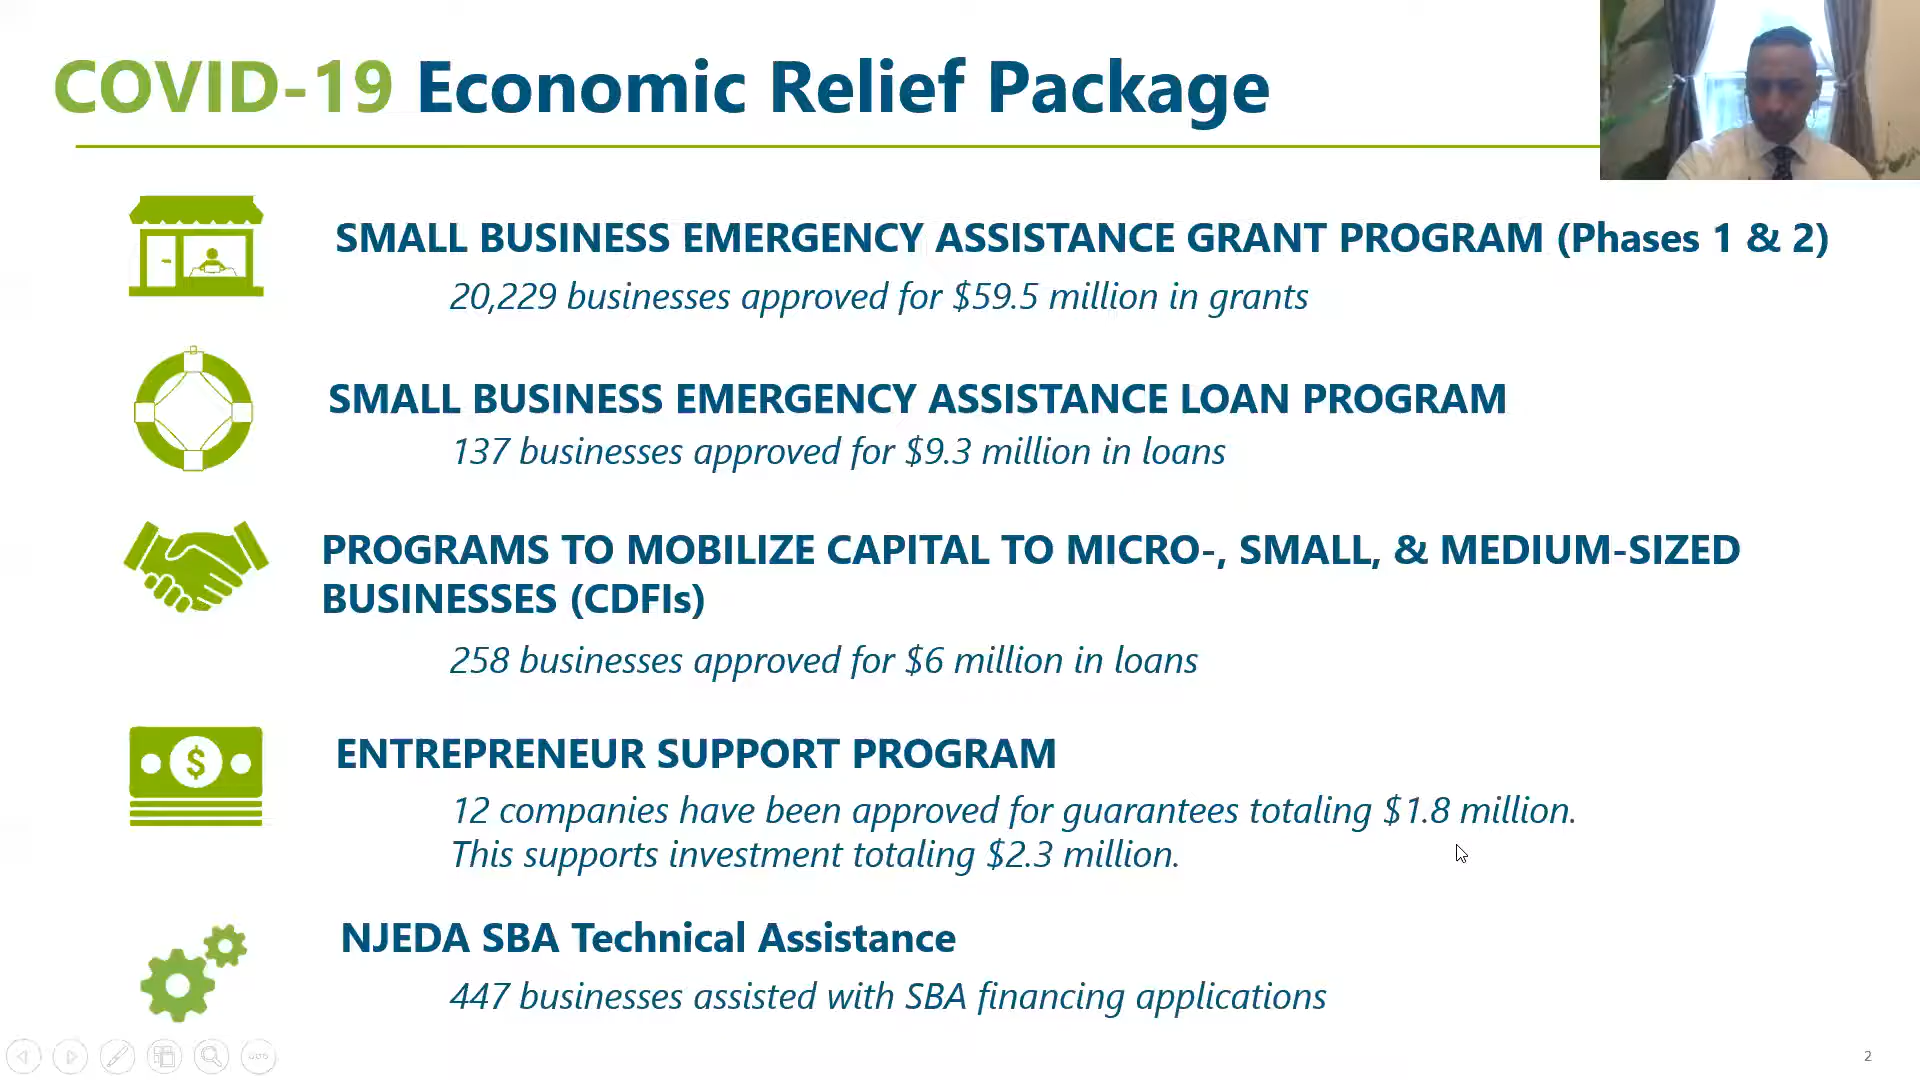 COVID-19 Economic Relief Package
SMALL BUSINESS EMERGENCY ASSISTANCE GRANT PROGRAM (Phases 1 & 2)
20,229 businesses approved for $59.5 million in grants
SMALL BUSINESS EMERGENCY ASSISTANCE LOAN PROGRAM
137 businesses approved for $9.3 million in loans
PROGRAMS TO MOBILIZE CAPITAL TO MICRO-, SMALL, & MEDIUM-SIZED
BUSINESSES (CDFIs)
258 businesses approved for $6 million in loans
$
ENTREPRENEUR SUPPORT PROGRAM
12 companies have been approved for guarantees totaling $1.8 million.
This supports investment totaling $2.3 million.
NJEDA SBA Technical Assistance
447 businesses assisted with SBA financing applications
2